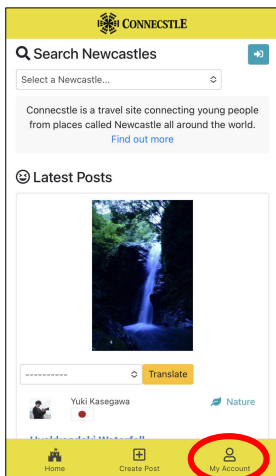 CONNECSTLE
Search Newcastles
Select a Newcastle...
Connecstle is a travel site connecting young people
from places called Newcastle all around the world.
Find out more
Latest Posts
----------
Translate
Yuki Kasegawa
Nature
Home
Create Post
My Account